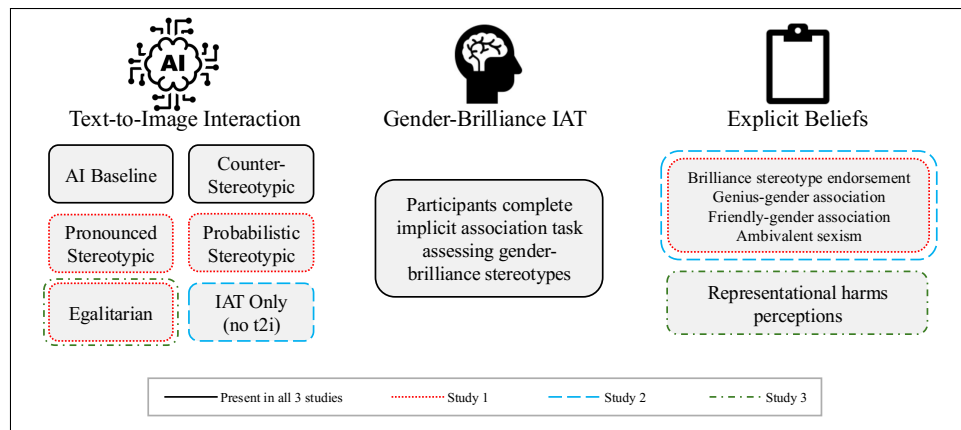 AI
Text-to-Image Interaction
Gender-Brilliance IAT
Explicit Beliefs
AI Baseline
Counter-
Stereotypic
Pronounced
Stereotypic
Probabilistic
Stereotypic
Egalitarian
IAT Only
(no t2i)
Participants complete
implicit association task
assessing gender-
brilliance stereotypes
Brilliance stereotype endorsement
Genius-gender association
Friendly-gender association
Ambivalent sexism
Representational harms
perceptions
Present in all 3 studies
Study 1
Study 2
Study 3